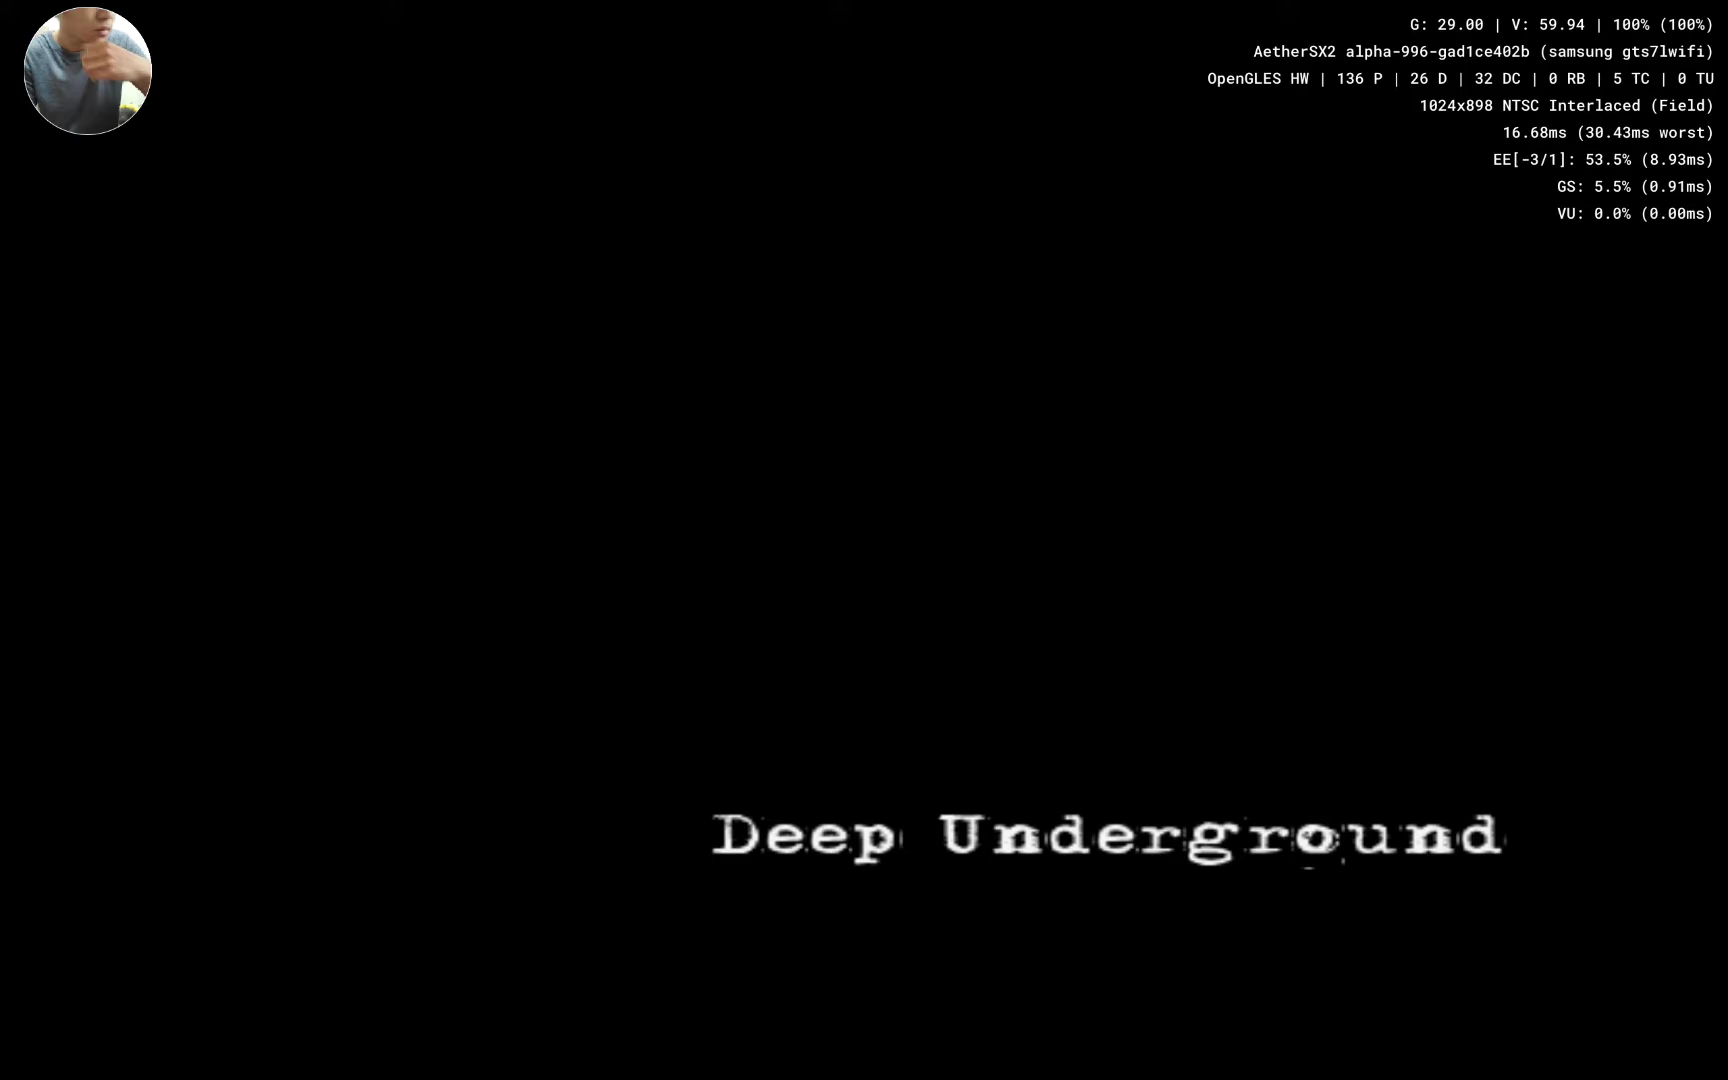 G: 29.00 | V: 59.94 | 100% (100%)
AetherSX2 alpha-996-gad1ce402b (samsung gts7lwifi)
OpenGLES HW | 136 P | 26 D | 32 DC | 0 RB | 5 TC | 0 TU
1024x898 NTSC Interlaced (Field)
16.68ms (30.43ms worst)
EE[-3/1]: 53.5% (8.93ms)
GS: 5.5% (0.91ms)
VU: 0.0% (0.00ms)
Deep Underground